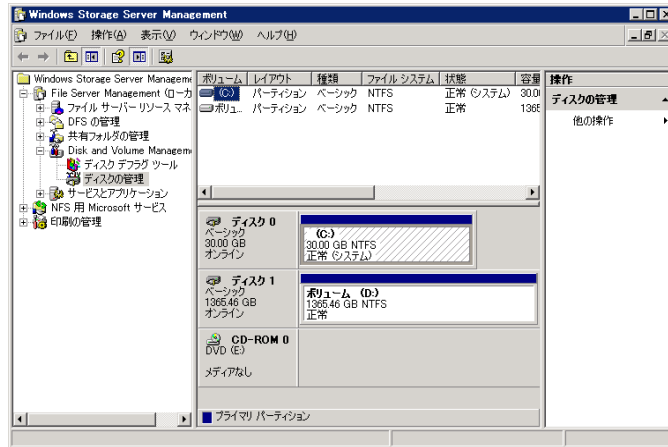 Windows Storage Server Management
ファイル(F) 操作(A) 表示(V) ウィンドウ(W) ヘルプ(H)
Windows Storage Server Manageme
File Server Management (ローカ
ファイル サーバー リソース マネ
DFS の管理
共有フォルダの管理
Disk and Volume Managem
ディスク デフラグ ツール
ディスクの管理
サービスとアプリケーション
NFS 用 Microsoft サービス
印刷の管理
ボリューム レイアウト 種類 ファイル システム 状態 容量
(C:) パーティション ベーシック NTFS 正常 (システム) 30.0
ボリュ... パーティション ベーシック NTFS 正常 1365
ディスク 0
ベーシック
30.00 GB
オンライン
(C:)
30.00 GB NTFS
正常 (システム)
ディスク 1
ベーシック
1365.46 GB
オンライン
ボリューム (D:)
1365.46 GB NTFS
正常
CD-ROM 0
DVD (E:)
メディアなし
プライマリ パーティション
操作
ディスクの管理
他の操作